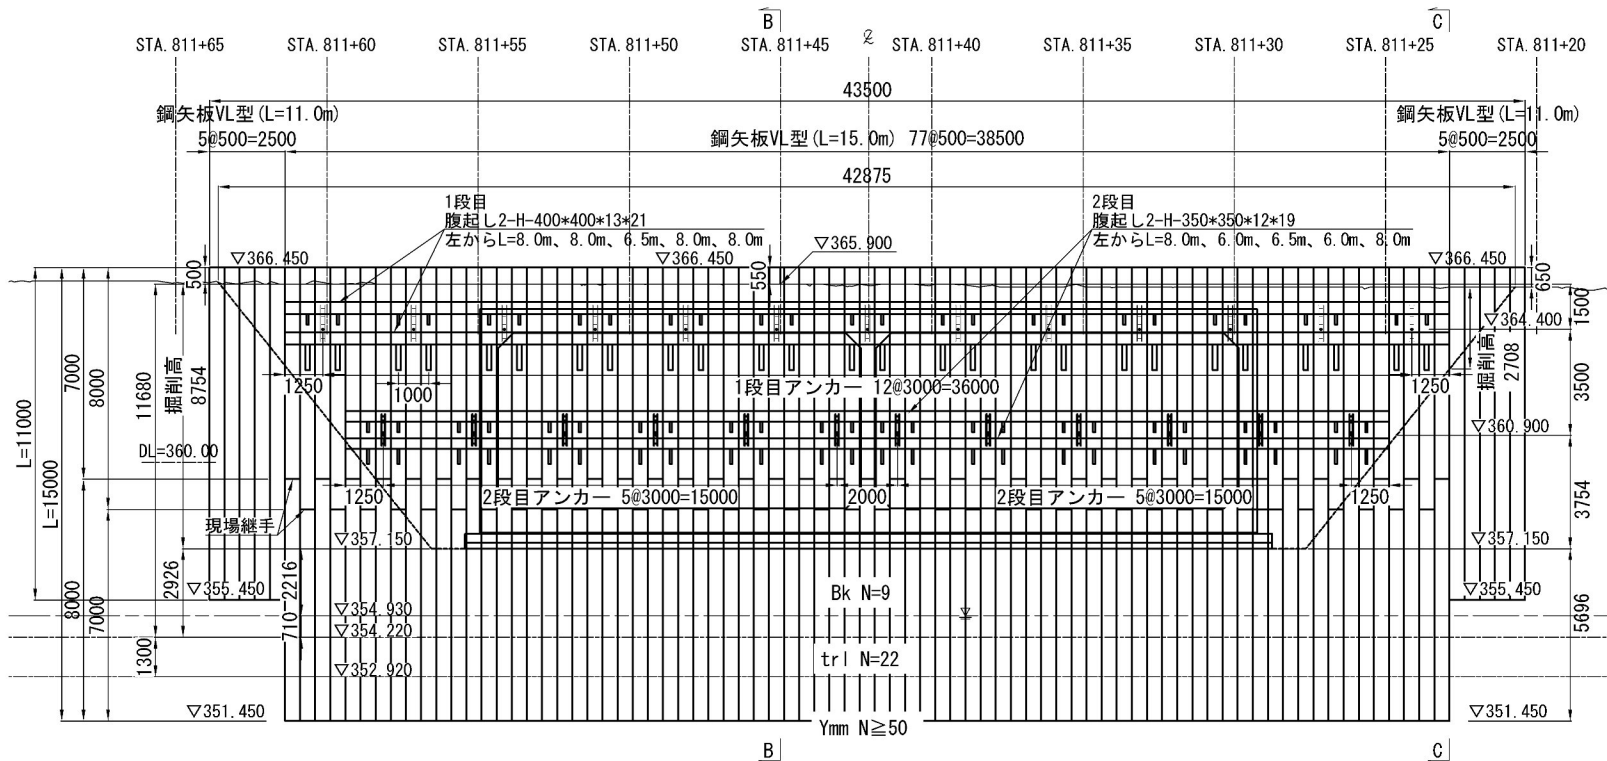 B
C
STA.811+65
STA.811+60
STA.811+55
STA.811+50
STA.811+45
STA.811+40
STA.811+35
STA.811+30
STA.811+25
STA.811+20
43500
鋼矢板VL型(L=11.0m)
5@500=2500
鋼矢板VL型(L=15.0m) 77@500=38500
鋼矢板VL型(L=11.0m)
5@500=2500
42875
1段目
腹起し2-H-400*400*13*21
左からL=8.0m、8.0m、6.5m、8.0m、8.0m
2段目
腹起し2-H-350*350*12*19
左からL=8.0m、6.0m、6.5m、6.0m、8.0m
▽365.900
▽366.450
▽366.450
▽366.450
500
550
650
1500
▽364.400
掘削高
2708
3500
L=11000
L=15000
7000
8000
11680
掘削高
8754
1250
1000
1段目アンカー 12@3000=36000
1250
▽360.900
DL=360.00
1250
2段目アンカー 5@3000=15000
2000
2段目アンカー 5@3000=15000
1250
3754
現場継手
▽357.150
▽357.150
2926
2216
▽355.450
▽355.450
Bk N=9
8000
7000
710
▽354.930
▽354.220
5696
1300
▽352.920
trl N=22
▽351.450
▽351.450
Ymm N≧50
B
C